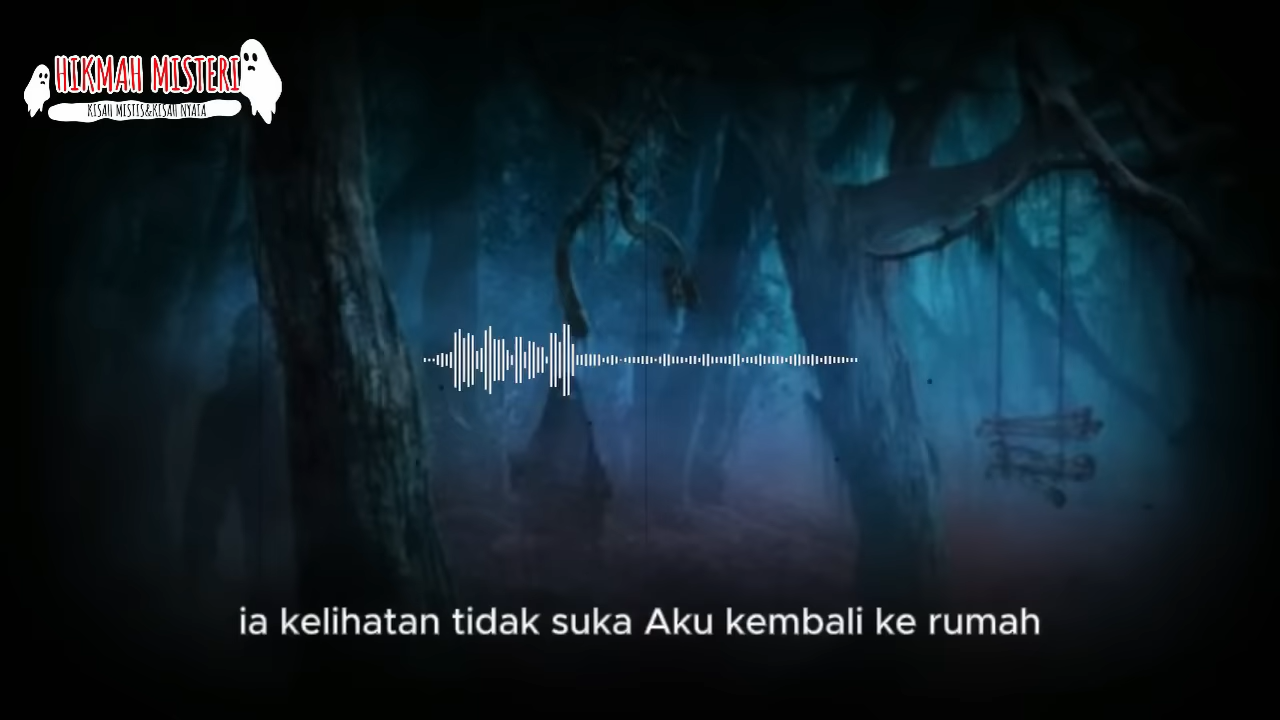 HIKMAH MISTERI
KISAH MISTIS&KISAH NYATA
ia kelihatan tidak suka Aku kembali ke rumah